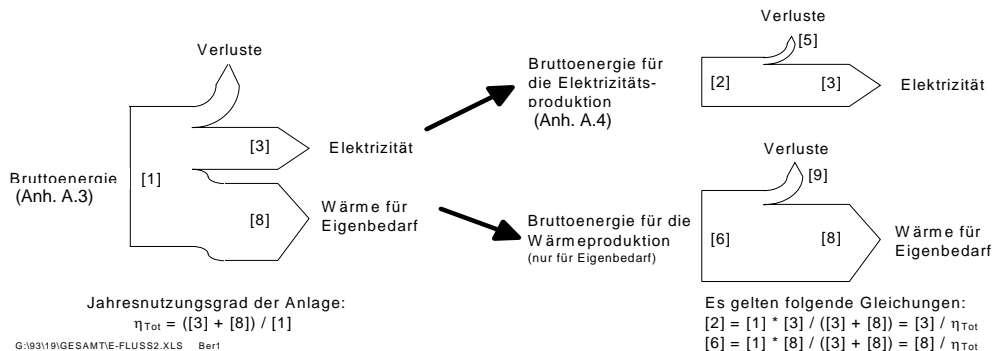 Verluste
[1]
[3]
[8]
Bruttoenergie
(Anh. A.3)
Elektrizität
Wärme für
Eigenbedarf
Jahresnutzungsgrad der Anlage:
ηTot = ([3] + [8]) / [1]
G:\93\19\GESAMT\E-FLUSS2.XLS Ber1
Bruttoenergie für
die Elektrizitäts-
produktion
(Anh. A.4)
Verluste
[5]
[2]
[3]
Elektrizität
Bruttoenergie für die
Wärmeproduktion
(nur für Eigenbedarf)
Verluste
[9]
[6]
[8]
Wärme für
Eigenbedarf
Es gelten folgende Gleichungen:
[2] = [1] * [3] / ([3] + [8]) = [3] / ηTot
[6] = [1] * [8] / ([3] + [8]) = [8] / ηTot